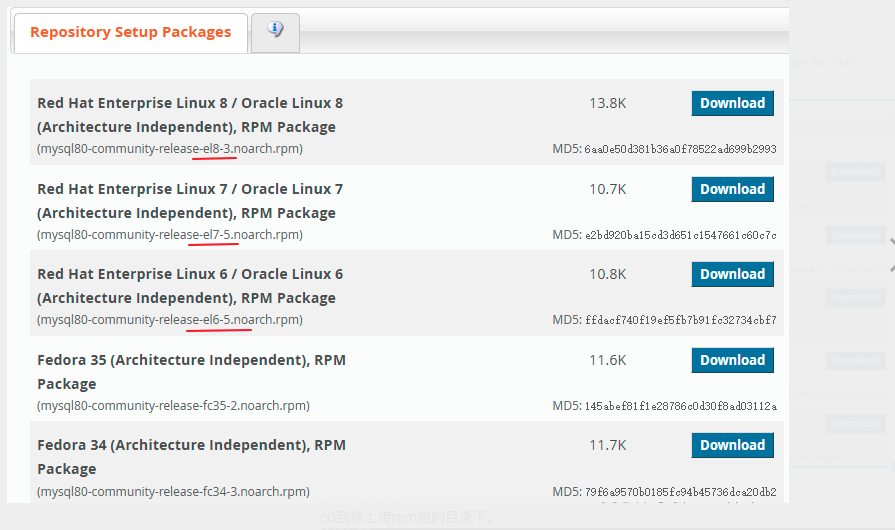 Repository Setup Packages
Red Hat Enterprise Linux 8 / Oracle Linux 8
(Architecture Independent), RPM Package
13.8K
Download
(mysql80-community-release-el8-3.noarch.rpm)
MD5: 6aa0e50d381b36a0f78522ad699b2993
Red Hat Enterprise Linux 7 / Oracle Linux 7
(Architecture Independent), RPM Package
10.7K
Download
(mysql80-community-release-el7-5.noarch.rpm)
MD5: e2bd920ba15cd3d651c1547661c60c7c
Red Hat Enterprise Linux 6 / Oracle Linux 6
(Architecture Independent), RPM Package
10.8K
Download
(mysql80-community-release-el6-5.noarch.rpm)
MD5: ffdacf740f19ef5fb7b91fc32734cbf7
Fedora 35 (Architecture Independent), RPM
Package
11.6K
Download
(mysql80-community-release-fc35-2.noarch.rpm)
MD5: 145abef81f1e28786c0d30f8ad03112a
Fedora 34 (Architecture Independent), RPM
Package
11.7K
Download
(mysql80-community-release-fc34-3.noarch.rpm)
MD5: 79f6a9570b0185fc94b45736dca20db2
cd到你上传rpm包的目录下,